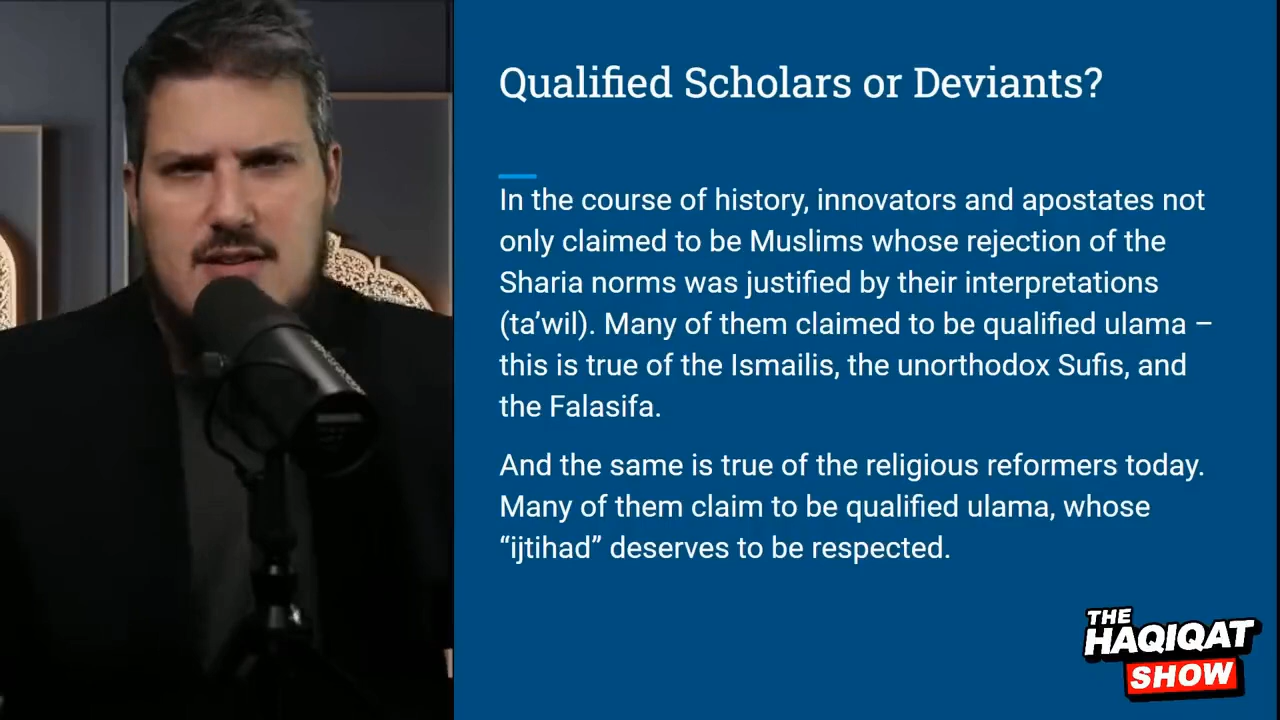 Qualified Scholars or Deviants?
In the course of history, innovators and apostates not
only claimed to be Muslims whose rejection of the
Sharia norms was justified by their interpretations
(ta’wil). Many of them claimed to be qualified ulama –
this is true of the Ismailis, the unorthodox Sufis, and
the Falasifa.
And the same is true of the religious reformers today.
Many of them claim to be qualified ulama, whose
“ijtihad” deserves to be respected.
THE
HAQIQAT
SHOW